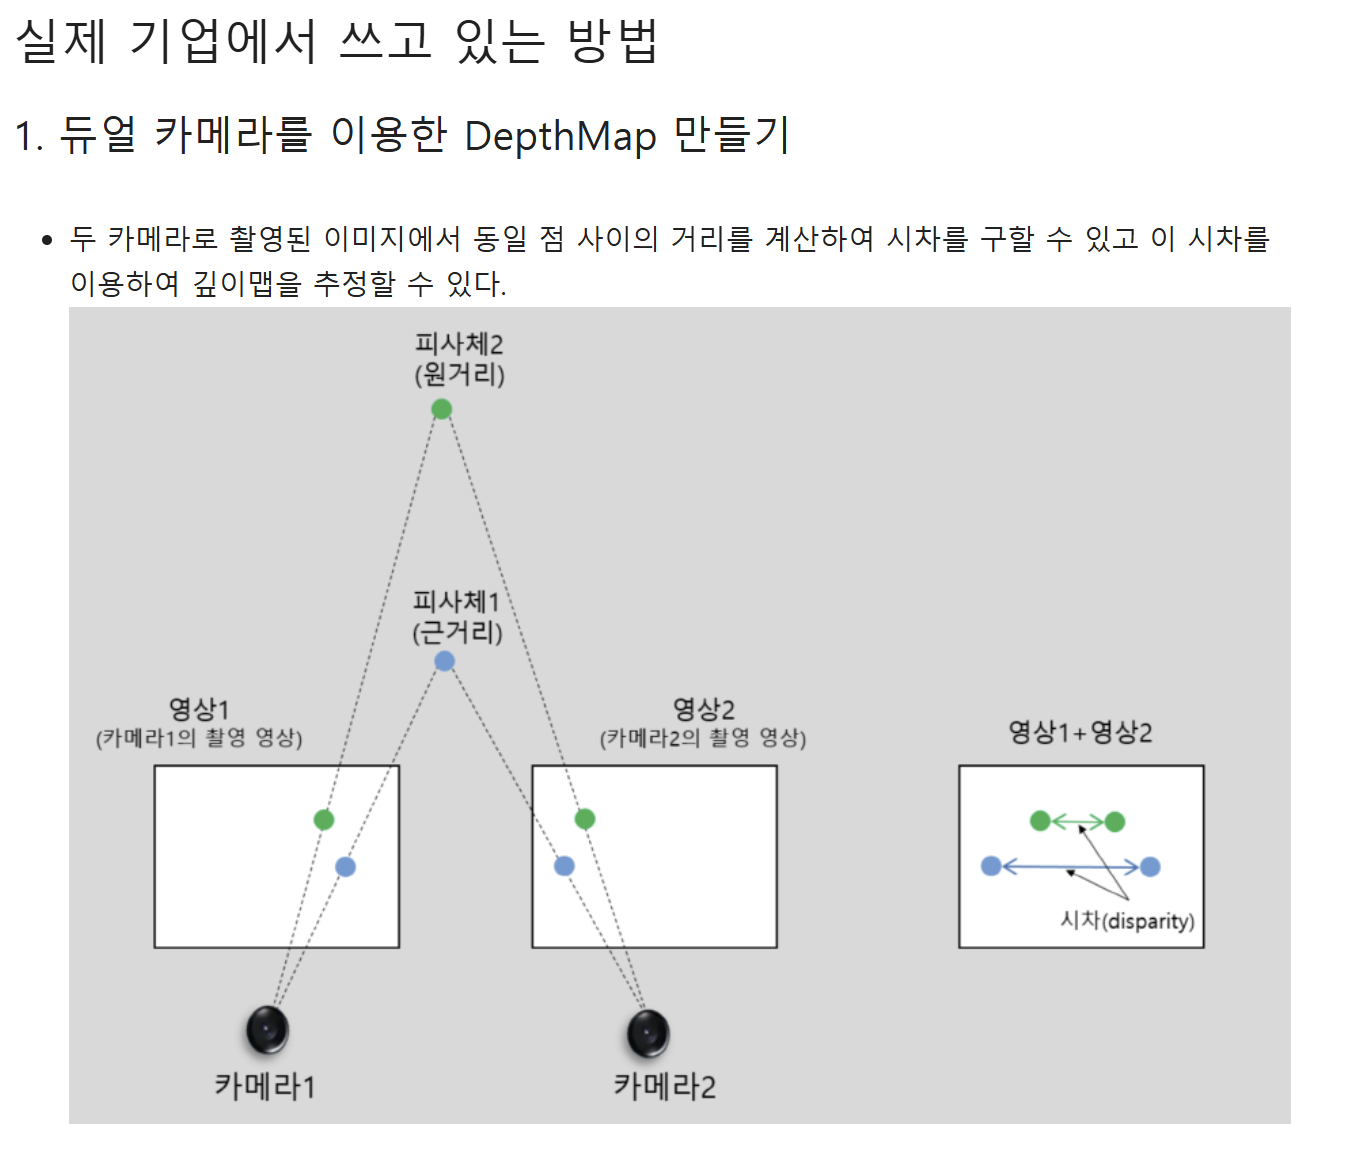 실제 기업에서 쓰고 있는 방법
1. 듀얼 카메라를 이용한 DepthMap 만들기
두 카메라로 촬영된 이미지에서 동일 점 사이의 거리를 계산하여 시차를 구할 수 있고 이 시차를
이용하여 깊이맵을 추정할 수 있다.
피사체2
(원거리)
피사체1
(근거리)
영상1
(카메라1의 촬영 영상)
영상2
(카메라2의 촬영 영상)
영상1+영상2
시차(disparity)
카메라1
카메라2